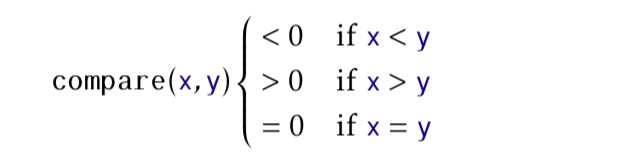 < 0 if x < y
compare(x,y) > 0 if x > y
= 0 if x = y